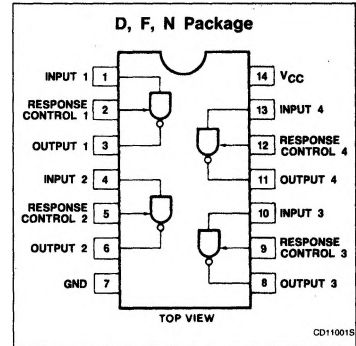 D, F, N Package
INPUT 1 1
RESPONSE CONTROL 1 2
OUTPUT 1 3
INPUT 2 4
RESPONSE CONTROL 2 5
OUTPUT 2 6
GND 7
14 VCC
13 INPUT 4
12 RESPONSE CONTROL 4
11 OUTPUT 4
10 INPUT 3
9 RESPONSE CONTROL 3
8 OUTPUT 3
TOP VIEW
CD11001S